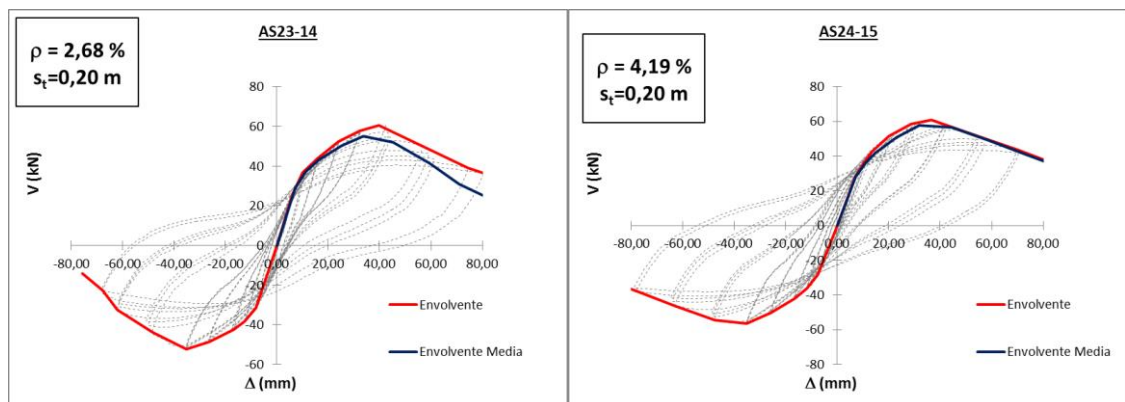 AS23-14
ρ = 2,68 %
st=0,20 m
80
60
40
20
0
-20
-40
-60
-80,00 -60,00 -40,00 -20,00 0,00 20,00 40,00 60,00 80,00
V (kN)
Δ (mm)
Envolvente
Envolvente Media
AS24-15
ρ = 4,19 %
st=0,20 m
80
60
40
20
0
-20
-40
-60
-80
-80,00 -60,00 -40,00 -20,00 0,00 20,00 40,00 60,00 80,00
V (kN)
Δ (mm)
Envolvente
Envolvente Media